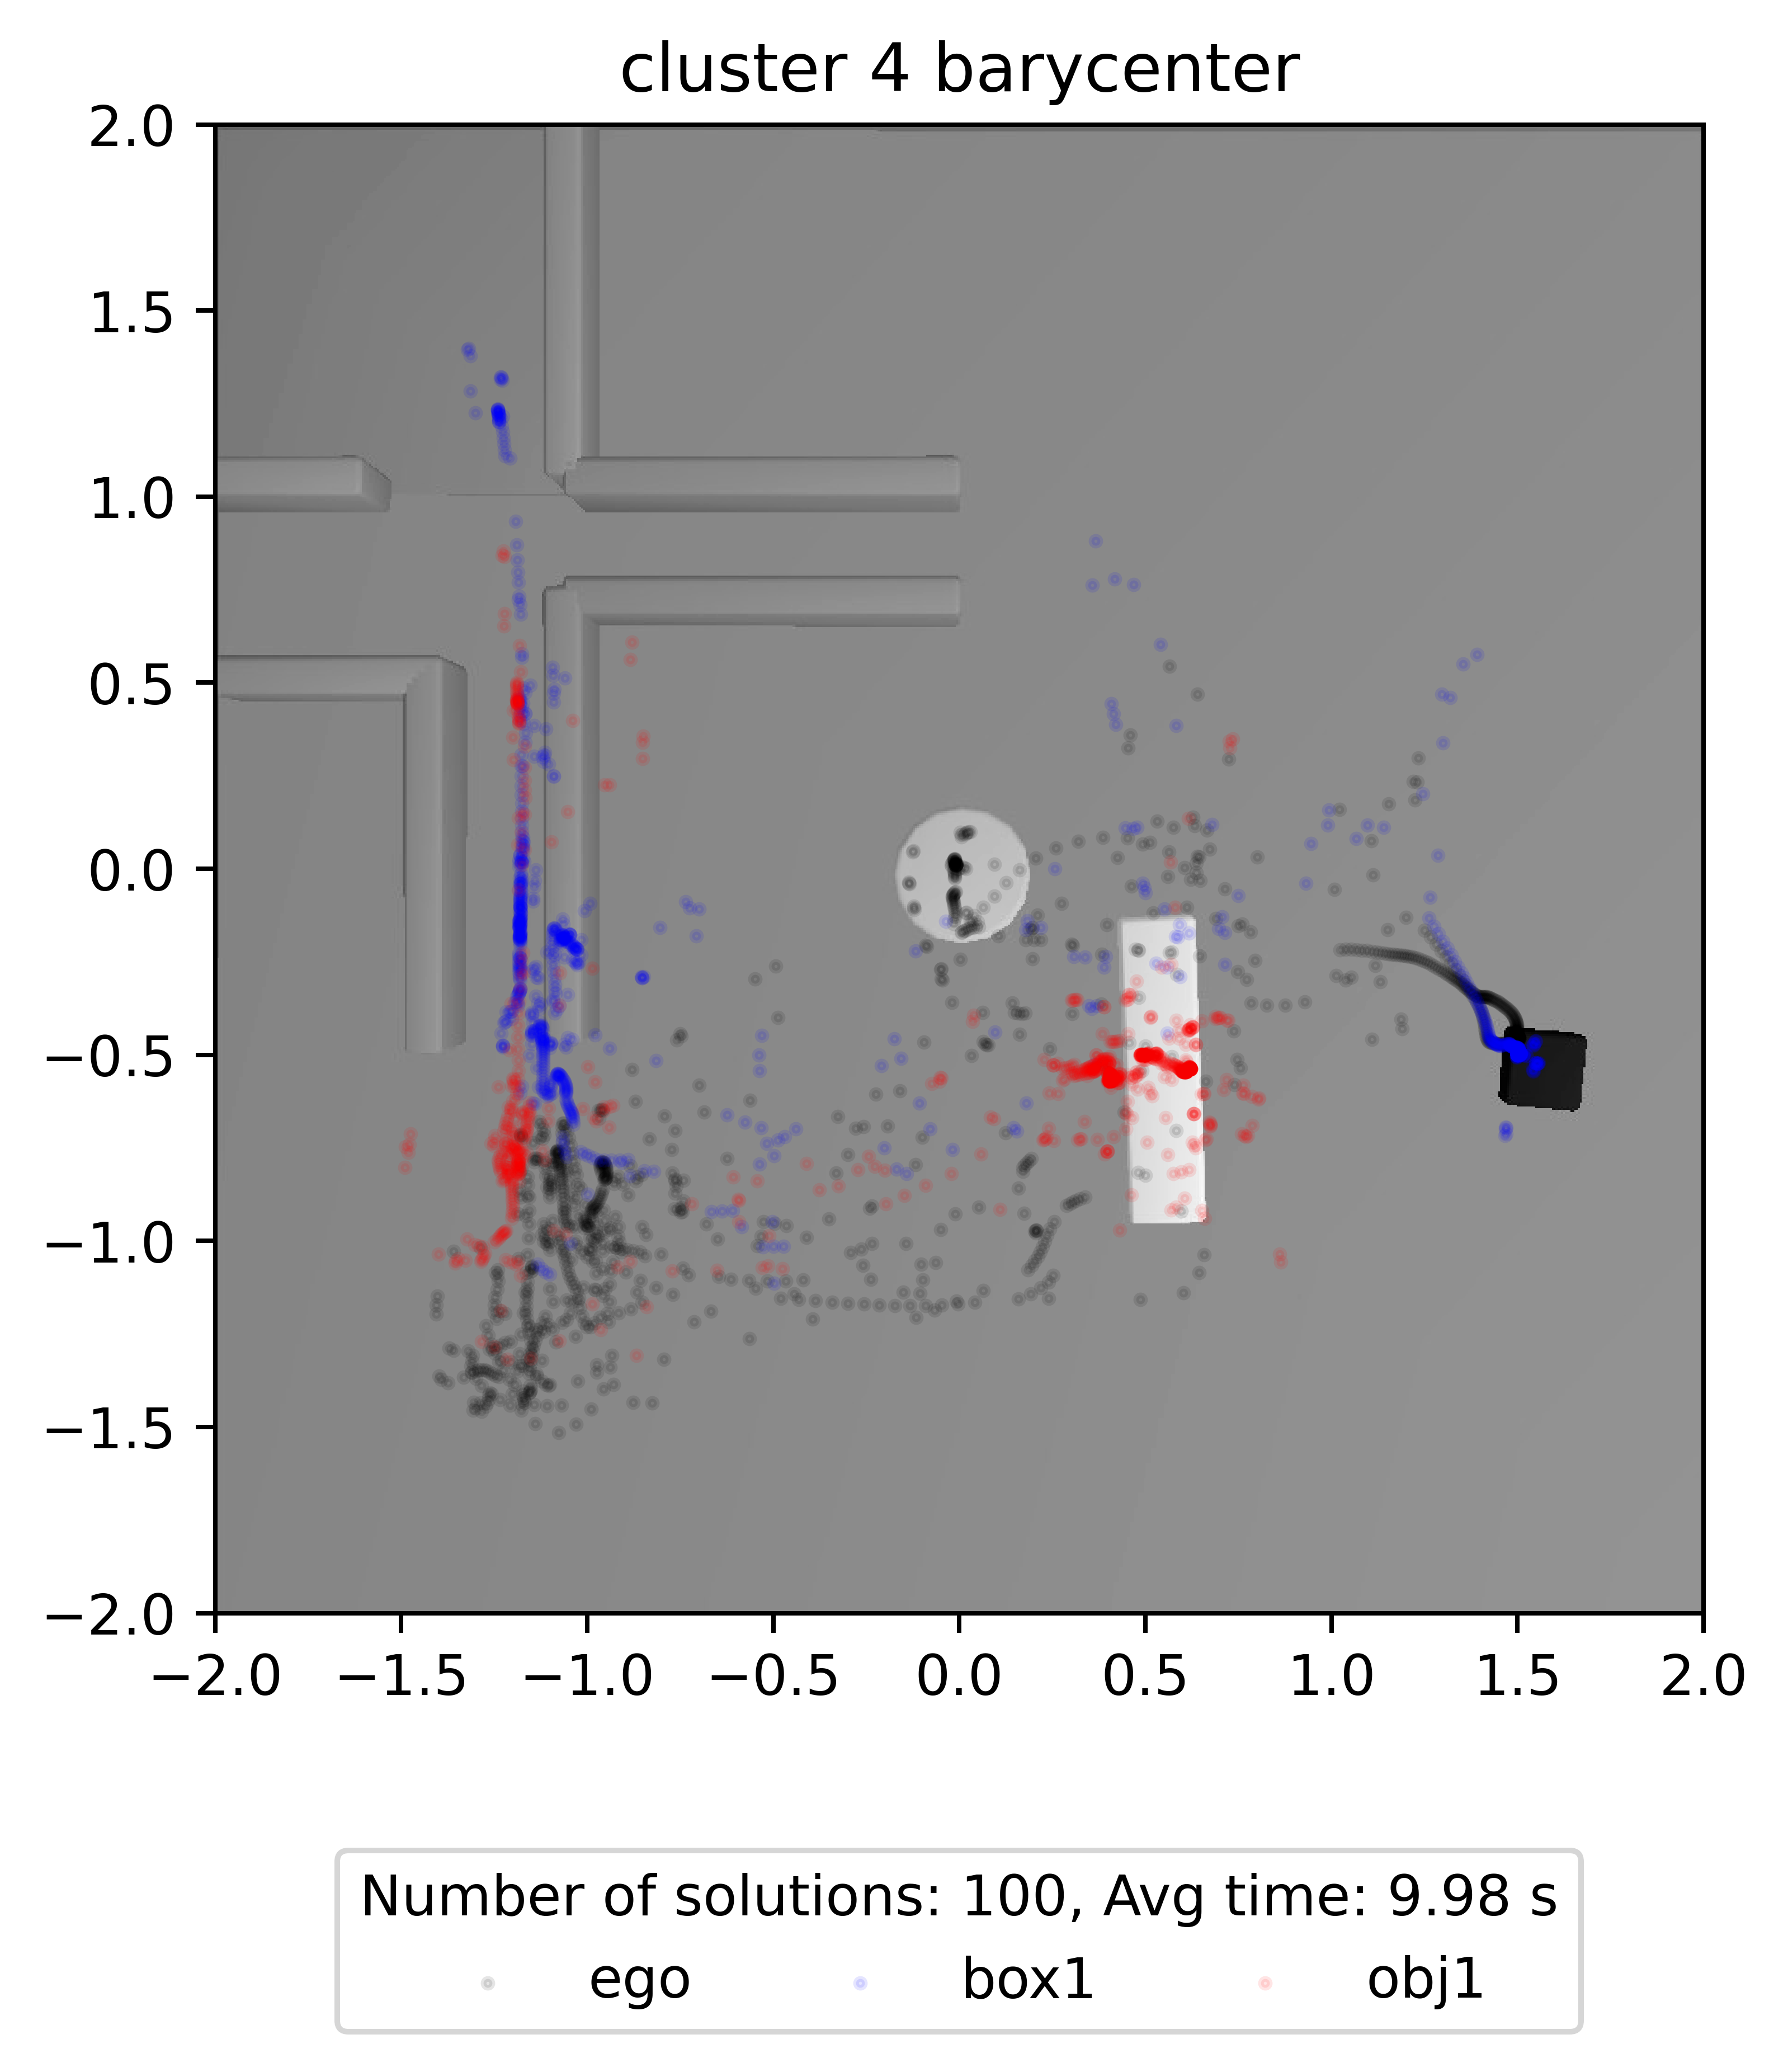 cluster 4 barycenter
2.0
1.5
1.0
0.5
0.0
−0.5
−1.0
−1.5
−2.0
−2.0 −1.5 −1.0 −0.5 0.0 0.5 1.0 1.5 2.0
Number of solutions: 100, Avg time: 9.98 s
ego box1 obj1